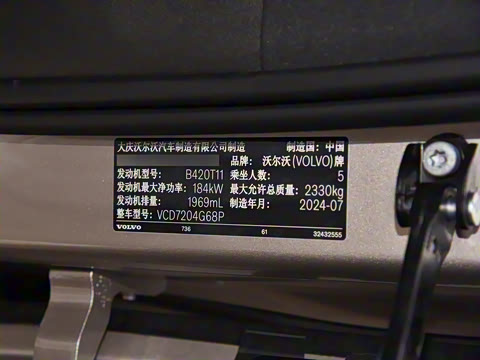 大庆沃尔沃汽车制造有限公司制造 制造国：中国
品牌：沃尔沃(VOLVO)牌
发动机型号：B420T11 乘坐人数：5
发动机最大净功率：184kW 最大允许总质量：2330kg
发动机排量：1969mL 制造年月：2024-07
整车型号：VCD7204G68P
VOLVO 736 61 32432555